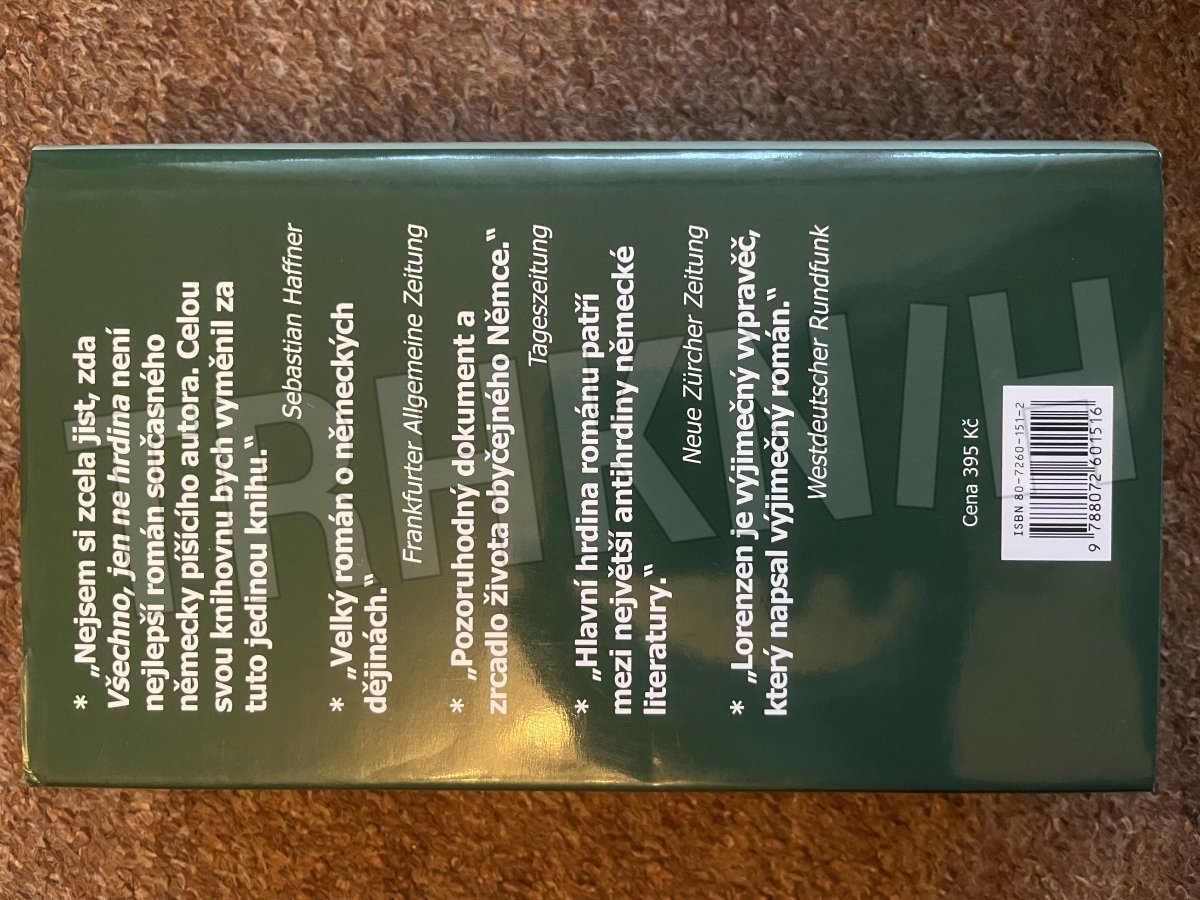 * „Nejsem si zcela jist, zda
Všechno, jen ne hrdina není
nejlepší román současného
německy píšícího autora. Celou
svou knihovnu bych vyměnil za
tuto jedinou knihu.“
Sebastian Haffner
* „Velký román o německých
dějinách.“
Frankfurter Allgemeine Zeitung
* „Pozoruhodný dokument a
zrcadlo života obyčejného Němce.“
Tageszeitung
* „Hlavní hrdina románu patří
mezi největší antihrdiny německé
literatury.“
Neue Zürcher Zeitung
* „Lorenzen je výjimečný vypravěč,
který napsal výjimečný román.“
Westdeutscher Rundfunk
Cena 395 Kč
ISBN 80-7260-151-2
9 788072 601516
TRHKNIH